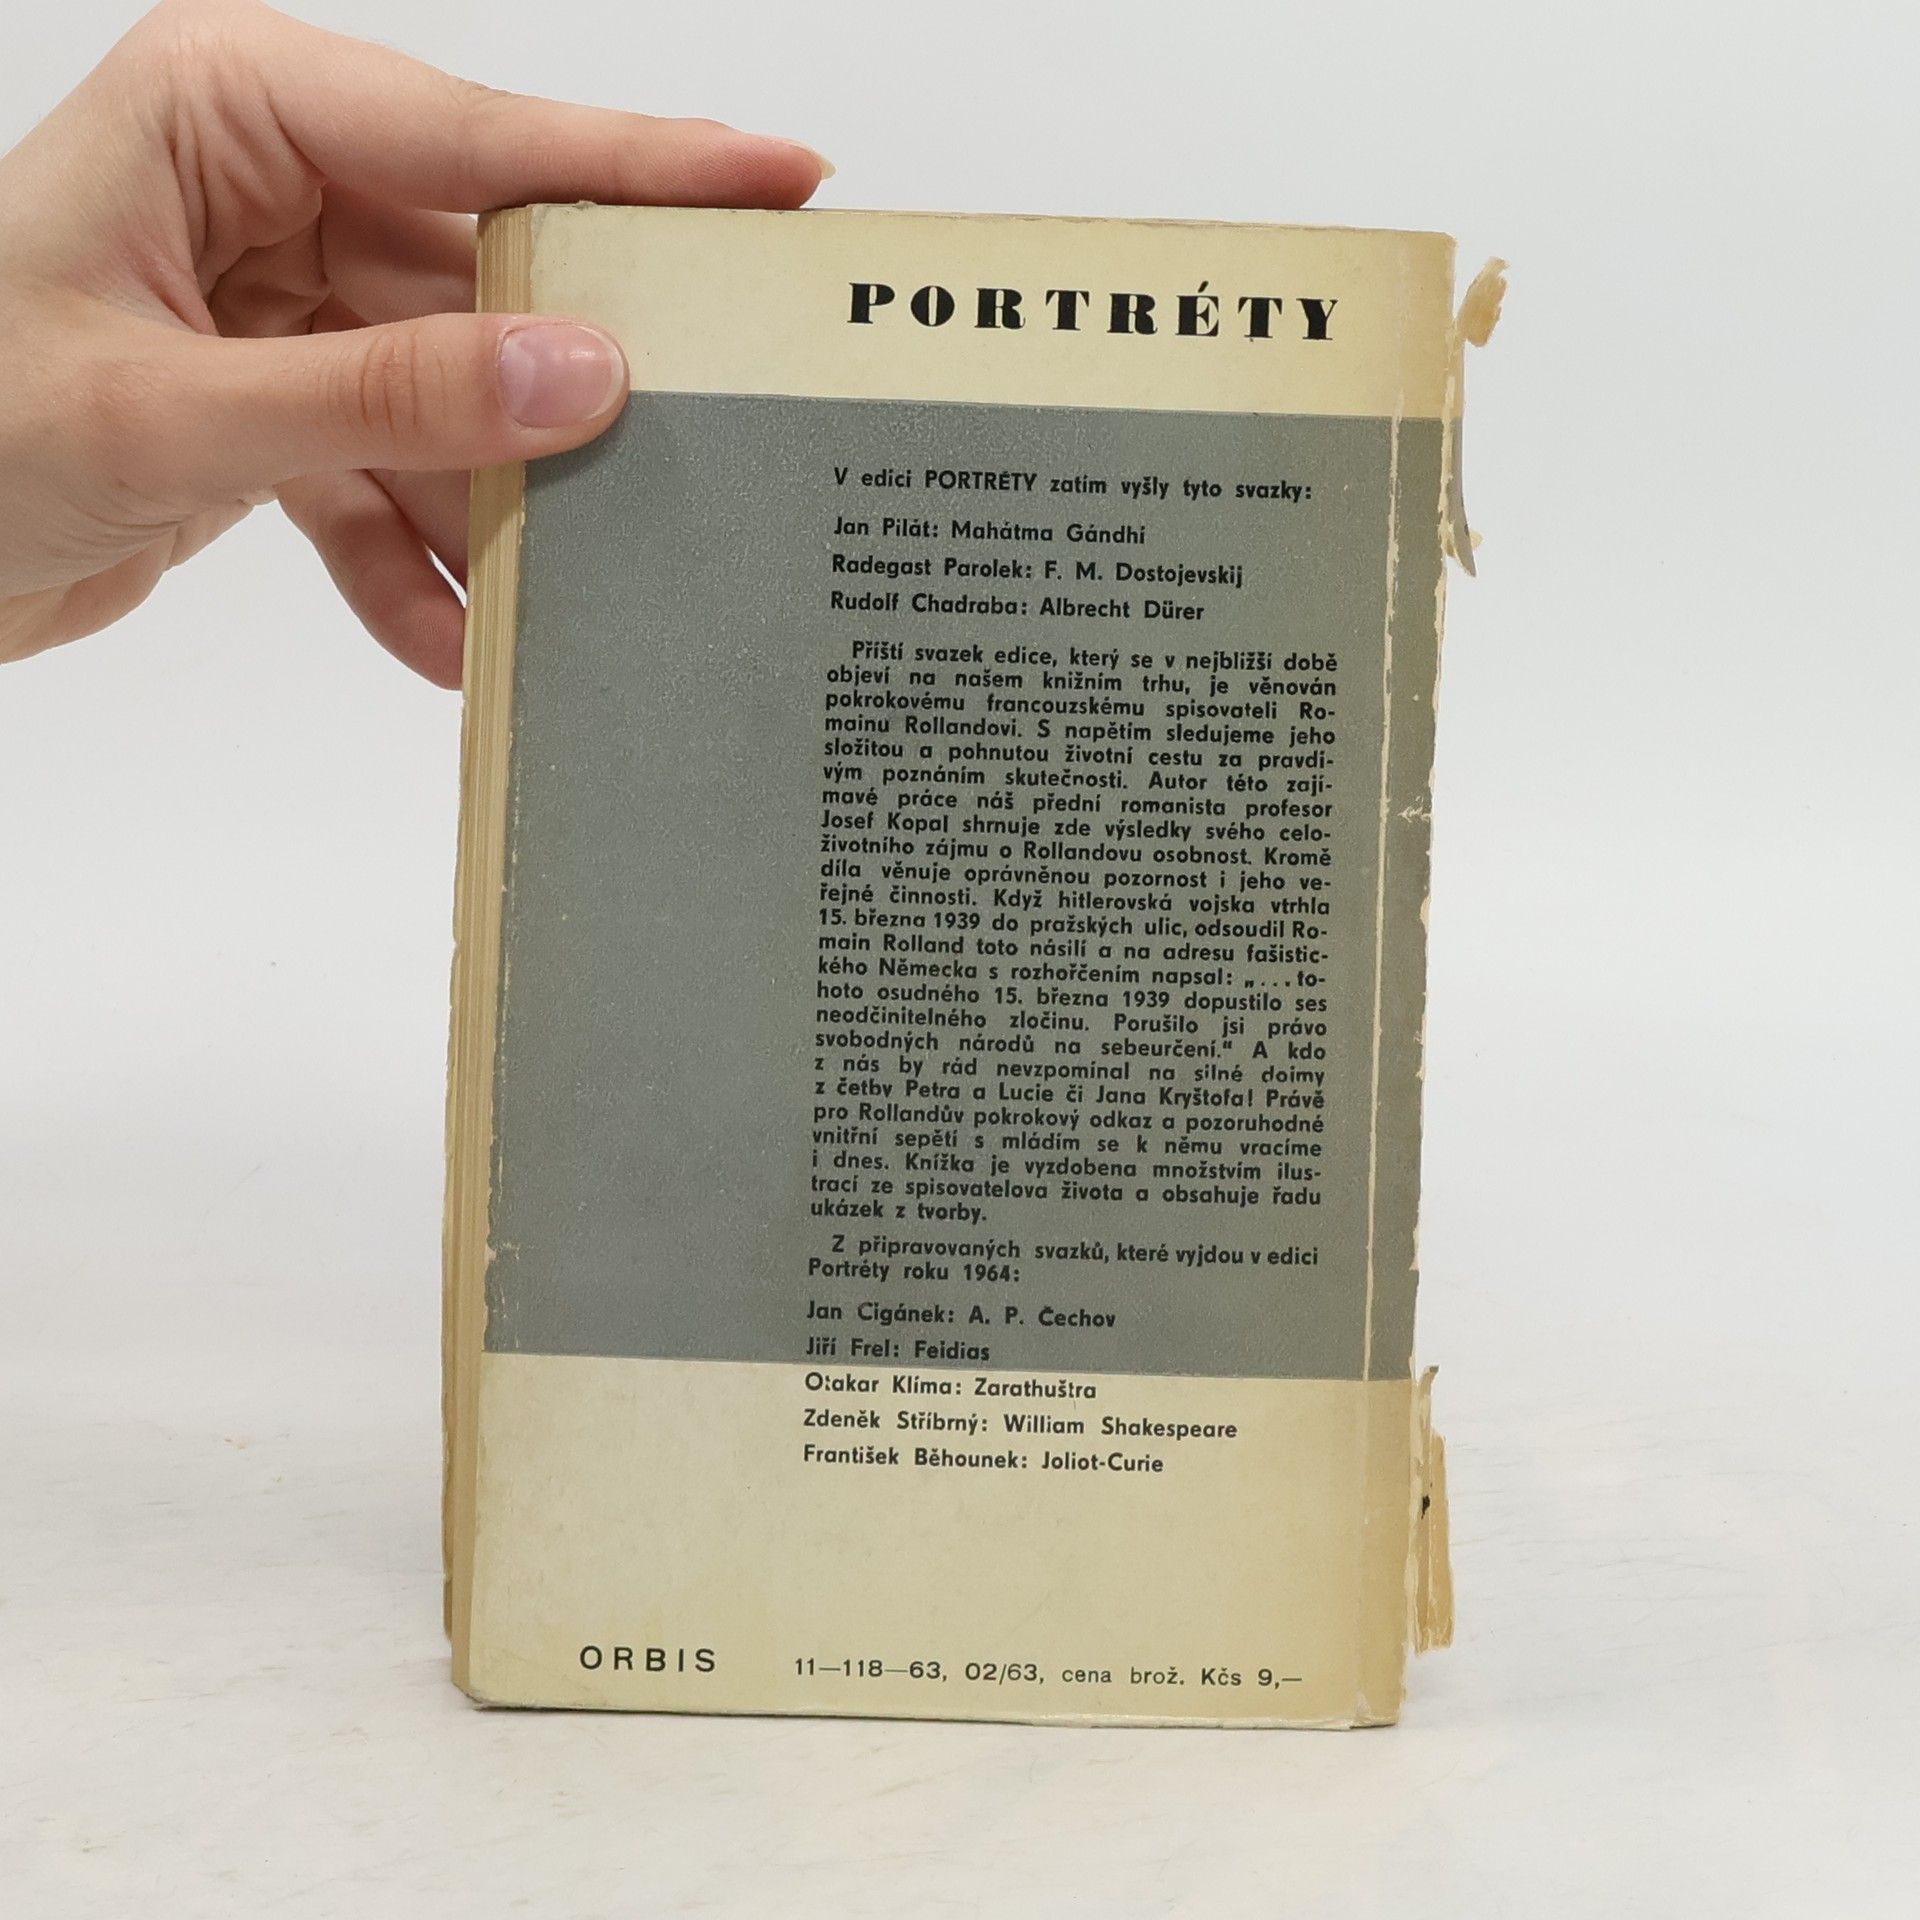 PORTRÉTY
V edici PORTRÉTY zatím vyšly tyto svazky:
Jan Pilát: Mahátma Gándhí
Radegast Parolek: F. M. Dostojevskij
Rudolf Chadraba: Albrecht Dürer
Příští svazek edice, který se v nejbližší době
objeví na našem knižním trhu, je věnován
pokrokovému francouzskému spisovateli Ro-
mainu Rollandovi. S napětím sledujeme jeho
složitou a pohnutou životní cestu za pravdi-
vým poznáním skutečnosti. Autor této zají-
mavé práce náš přední romanista profesor
Josef Kopal shrnuje zde výsledky svého celo-
životního zájmu o Rollandovu osobnost. Kromě
díla věnuje oprávněnou pozornost i jeho ve-
řejné činnosti. Když hitlerovská vojska vtrhla
15. března 1939 do pražských ulic, odsoudil Ro-
main Rolland toto násilí a na adresu fašistic-
kého Německa s rozhořčením napsal: „...to-
hoto osudného 15. března 1939 dopustilo ses
neodčinitelného zločinu. Porušilo jsi právo
svobodných národů na sebeurčení.“ A kdo
z nás by rád nevzpomínal na silné doimy
z četby Petra a Lucie či Jana Kryštofa! Právě
pro Rollandův pokrokový odkaz a pozoruhodné
vnitřní sepětí s mládím se k němu vracíme
i dnes. Knížka je vyzdobena množstvím ilus-
trací ze spisovatelova života a obsahuje řadu
ukázek z tvorby.
Z připravovaných svazků, které vyjdou v edici
Portréty roku 1964:
Jan Cigánek: A. P. Čechov
Jiří Frel: Feidias
Otakar Klíma: Zarathuštra
Zdeněk Stříbrný: William Shakespeare
František Běhounek: Joliot-Curie
ORBIS 11—118—63, 02/63, cena brož. Kčs 9,—